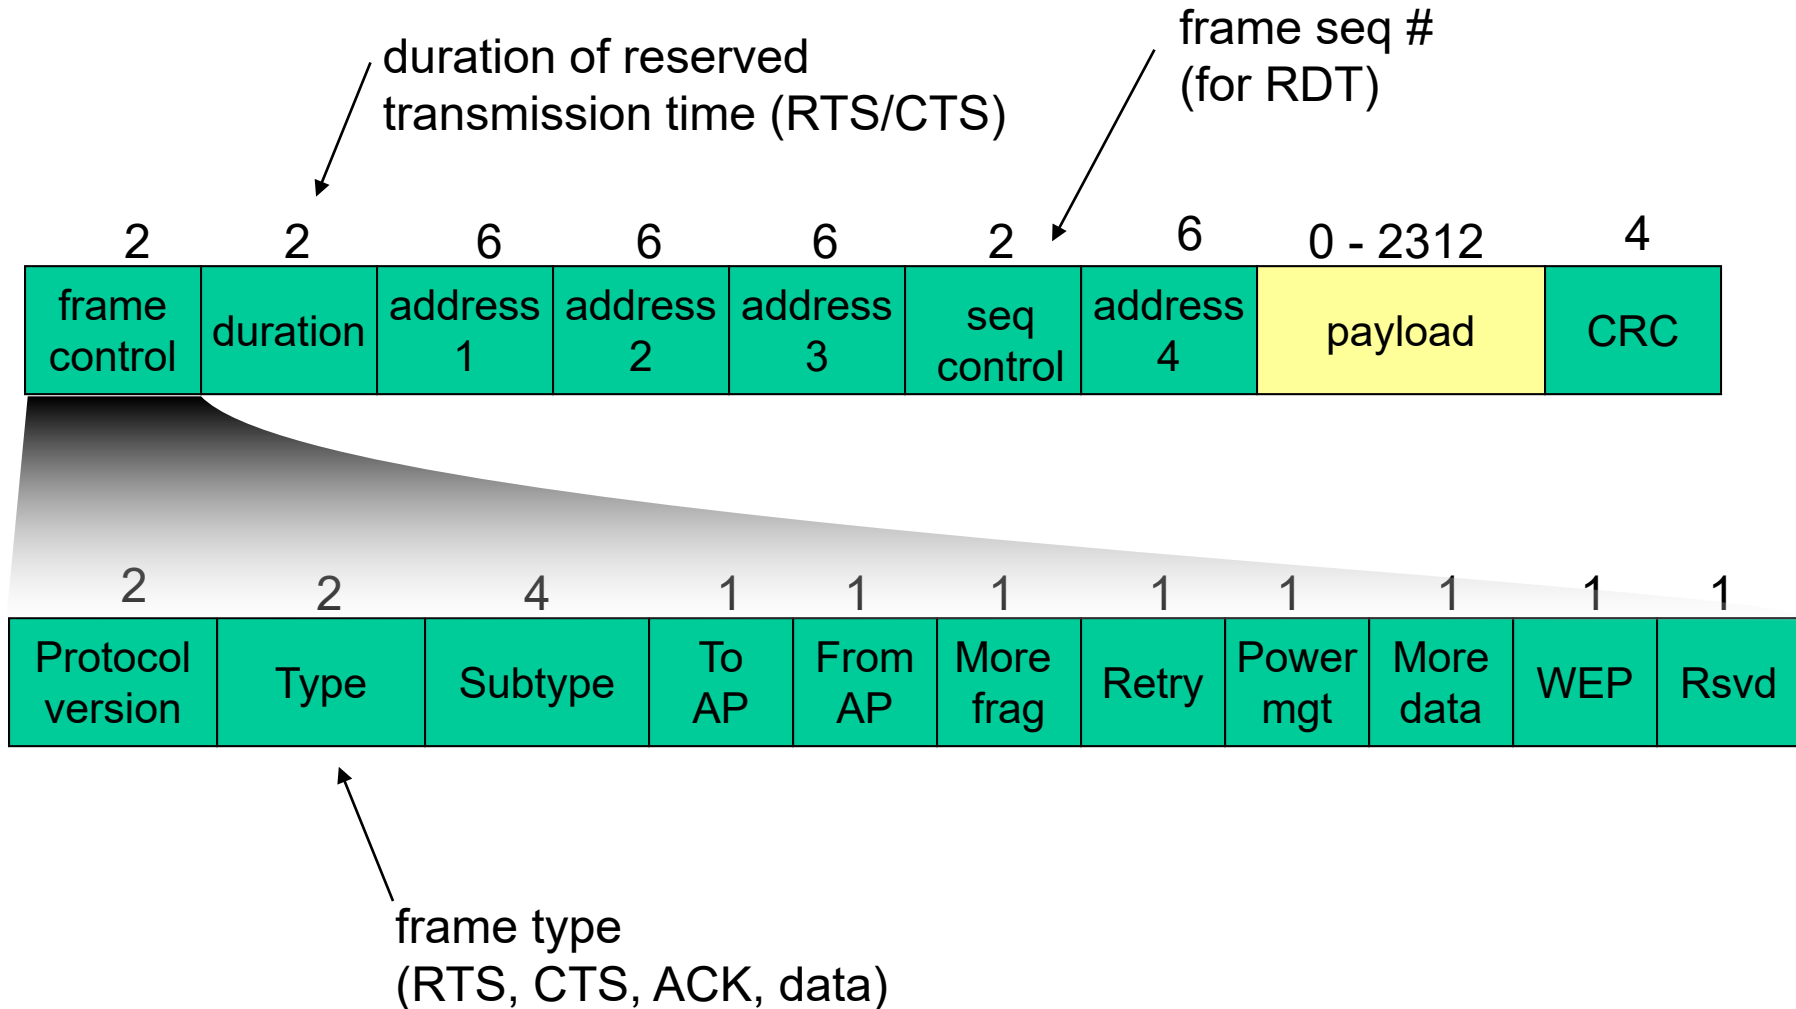 duration of reserved
transmission time (RTS/CTS)
frame seq #
(for RDT)
2 2 6 6 6 2 6 0 - 2312 4
frame
control
duration
address
1
address
2
address
3
seq
control
address
4
payload
CRC
2 2 4 1 1 1 1 1 1 1 1
Protocol
version
Type
Subtype
To
AP
From
AP
More
frag
Retry
Power
mgt
More
data
WEP
Rsvd
frame type
(RTS, CTS, ACK, data)